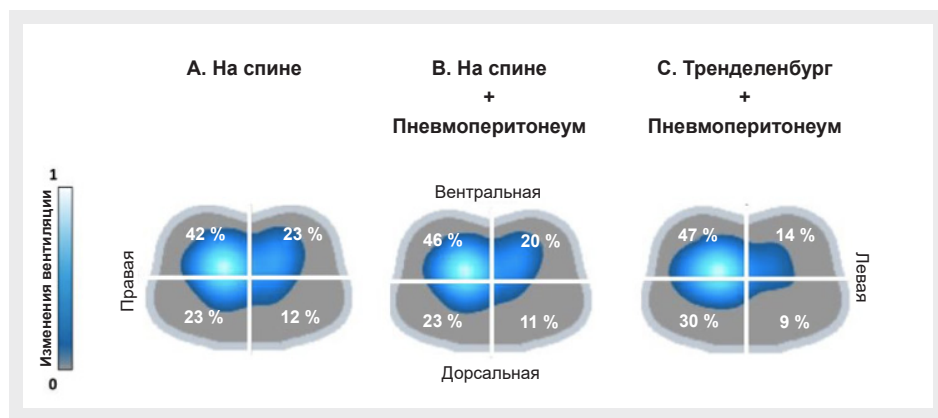 А. На спине
В. На спине
+
Пневмоперитонеум
С. Тренделенбург
+
Пневмоперитонеум
1
Изменения вентиляции
0
Правая
Вентральная
Левая
Дорсальная
42 %
23 %
23 %
12 %
46 %
20 %
23 %
11 %
47 %
14 %
30 %
9 %